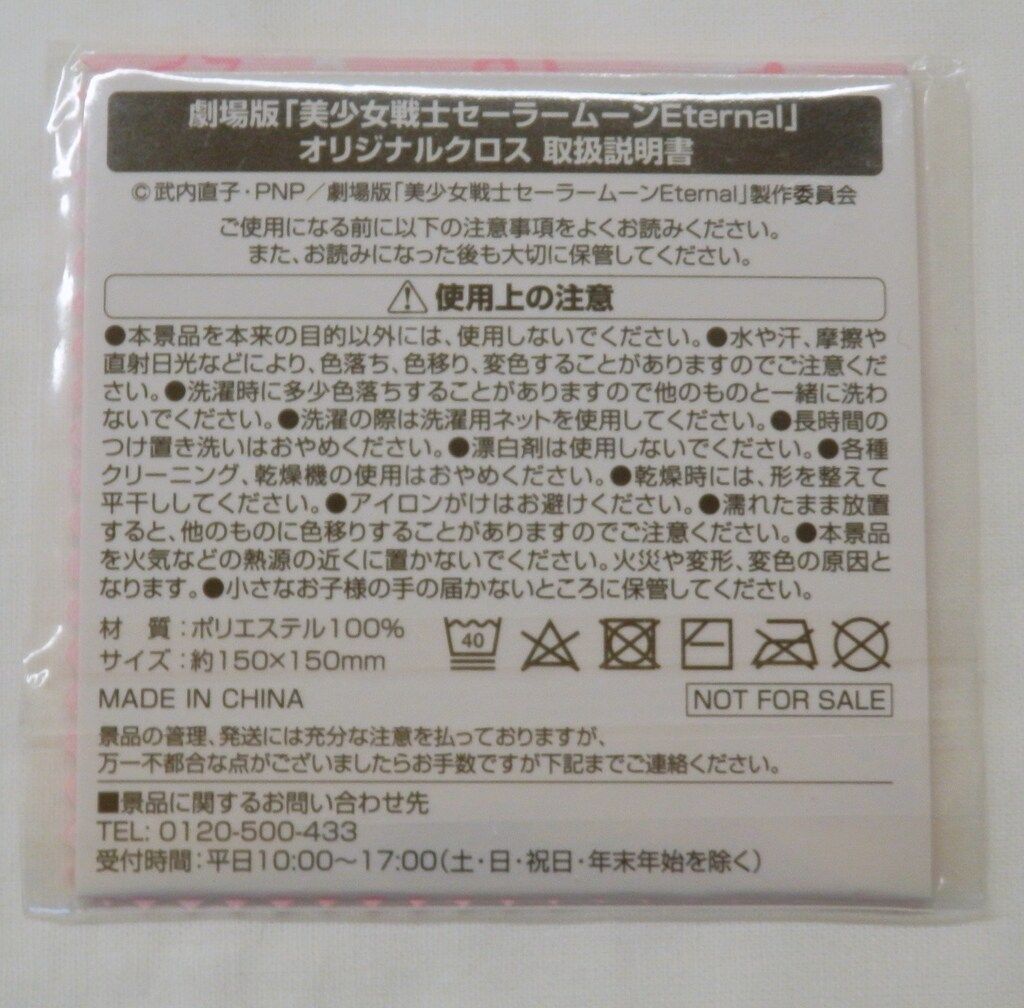 劇場版「美少女戦士セーラームーンEternal」
オリジナルクロス 取扱説明書
©武内直子・PNP／劇場版「美少女戦士セーラームーンEternal」製作委員会
ご使用になる前に以下の注意事項をよくお読みください。
また、お読みになった後も大切に保管してください。
⚠使用上の注意
●本景品を本来の目的以外には、使用しないでください。●水や汗、摩擦や
直射日光などにより、色落ち、色移り、変色することがありますのでご注意くだ
さい。●洗濯時に多少色落ちすることがありますので他のものと一緒に洗わ
ないでください。●洗濯の際は洗濯用ネットを使用してください。●長時間の
つけ置き洗いはおやめください。●漂白剤は使用しないでください。●各種
クリーニング、乾燥機の使用はおやめください。●乾燥時には、形を整えて
平干ししてください。●アイロンがけはお避けください。●濡れたまま放置
すると、他のものに色移りすることがありますのでご注意ください。●本景品
を火気などの熱源の近くに置かないでください。火災や変形、変色の原因と
なります。●小さなお子様の手の届かないところに保管してください。
材　質：ポリエステル100%
40
サイズ：約150×150mm
MADE IN CHINA
NOT FOR SALE
景品の管理、発送には充分な注意を払っておりますが、
万一不都合な点がございましたらお手数ですが下記までご連絡ください。
■景品に関するお問い合わせ先
TEL: 0120-500-433
受付時間：平日10:00～17:00（土・日・祝日・年末年始を除く）